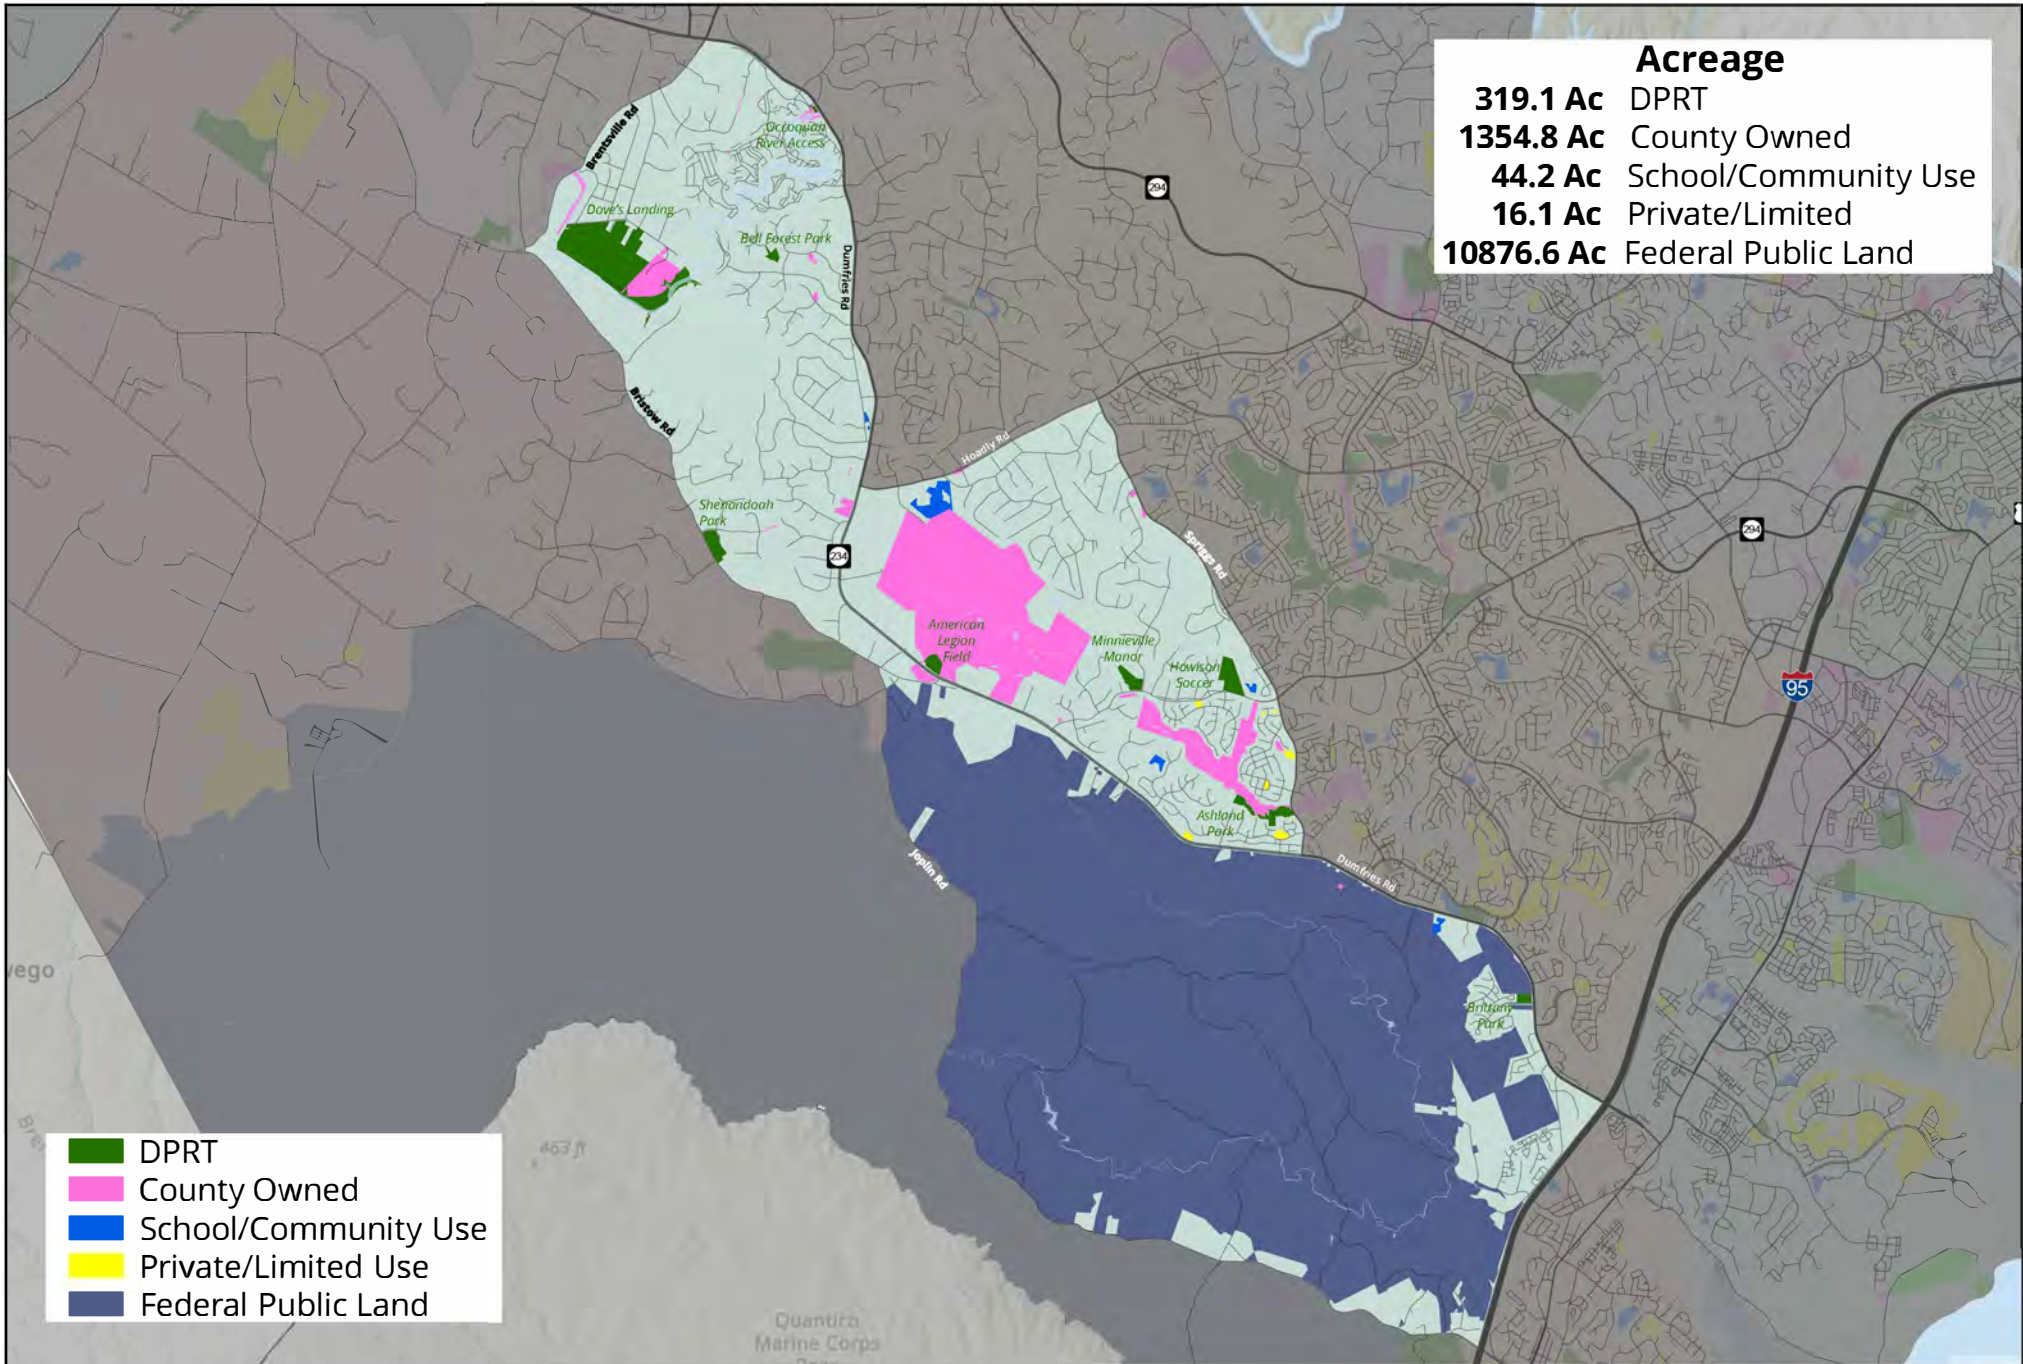 Acreage
319.1 Ac DPRT
1354.8 Ac County Owned
44.2 Ac School/Community Use
16.1 Ac Private/Limited
10876.6 Ac Federal Public Land
Brentsville Rd
Occoquan
River Access
294
Dove's Landing
Bell Forest Park
Dumfries Rd
Bristow Rd
Hoadly Rd
Shenandoah
Park
234
Spriggs Rd
294
American
Legion
Field
Minnieville
Manor
Howison
Soccer
95
Ashland
Park
Joplin Rd
Dumfries Rd
Brittany
Park
463 ft
DPRT
County Owned
School/Community Use
Private/Limited Use
Federal Public Land
Quantico
Marine Corps